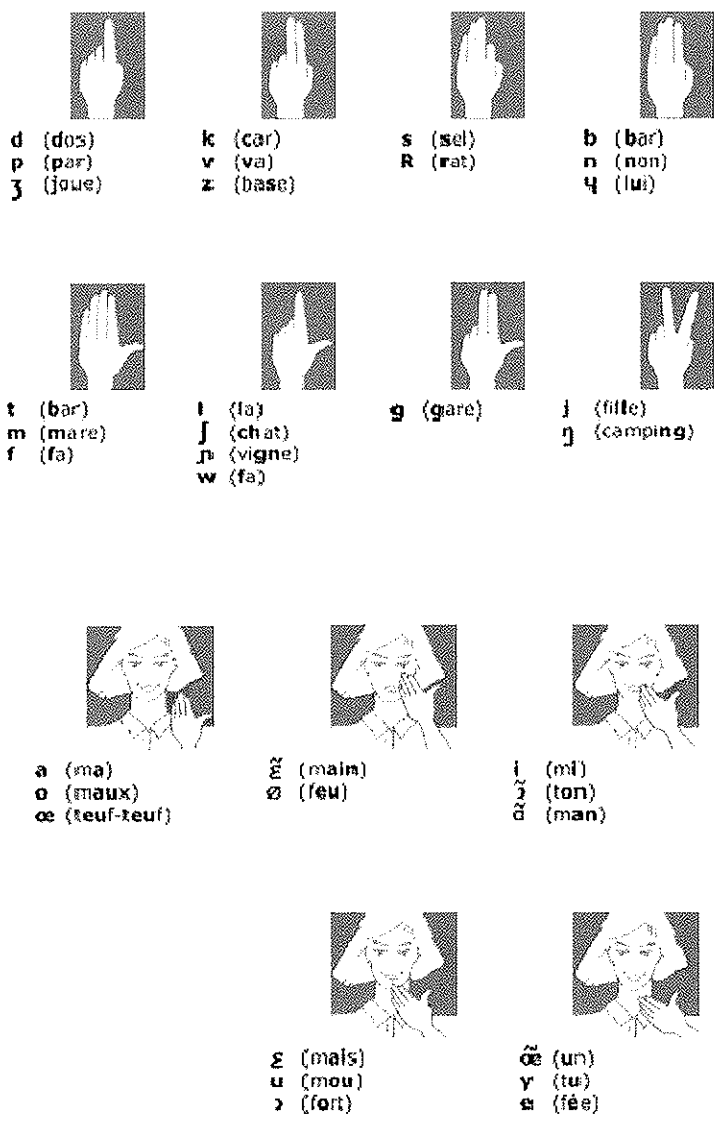 d (dos)
p (par)
ʒ (joue)
k (car)
v (va)
z (base)
s (sel)
R (rat)
b (bar)
n (non)
ɥ (lui)
t (bar)
m (mare)
f (fa)
l (la)
ʃ (chat)
ɲ (vigne)
w (fa)
g (gare)
j (fille)
ŋ (camping)
a (ma)
o (maux)
œ (teuf-teuf)
ɛ̃ (main)
ø (feu)
i (mi)
ɔ̃ (ton)
ɑ̃ (man)
ɛ (mais)
u (mou)
ɔ (fort)
œ̃ (un)
y (tu)
e (fée)